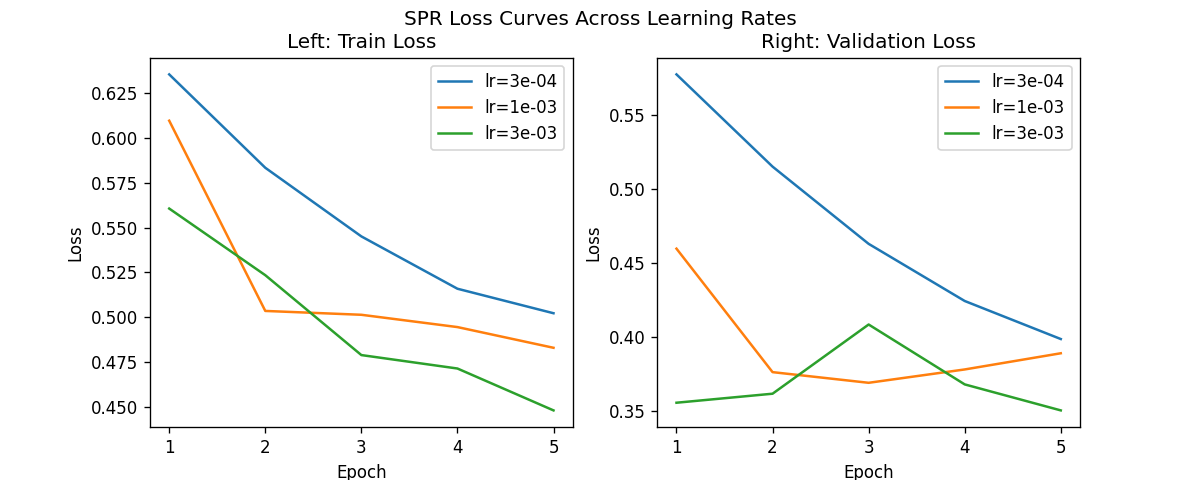 SPR Loss Curves Across Learning Rates
Left: Train Loss
Loss
0.625
0.600
0.575
0.550
0.525
0.500
0.475
0.450
1 2 3 4 5
Epoch
lr=3e-04
lr=1e-03
lr=3e-03
Right: Validation Loss
Loss
0.55
0.50
0.45
0.40
0.35
1 2 3 4 5
Epoch
lr=3e-04
lr=1e-03
lr=3e-03